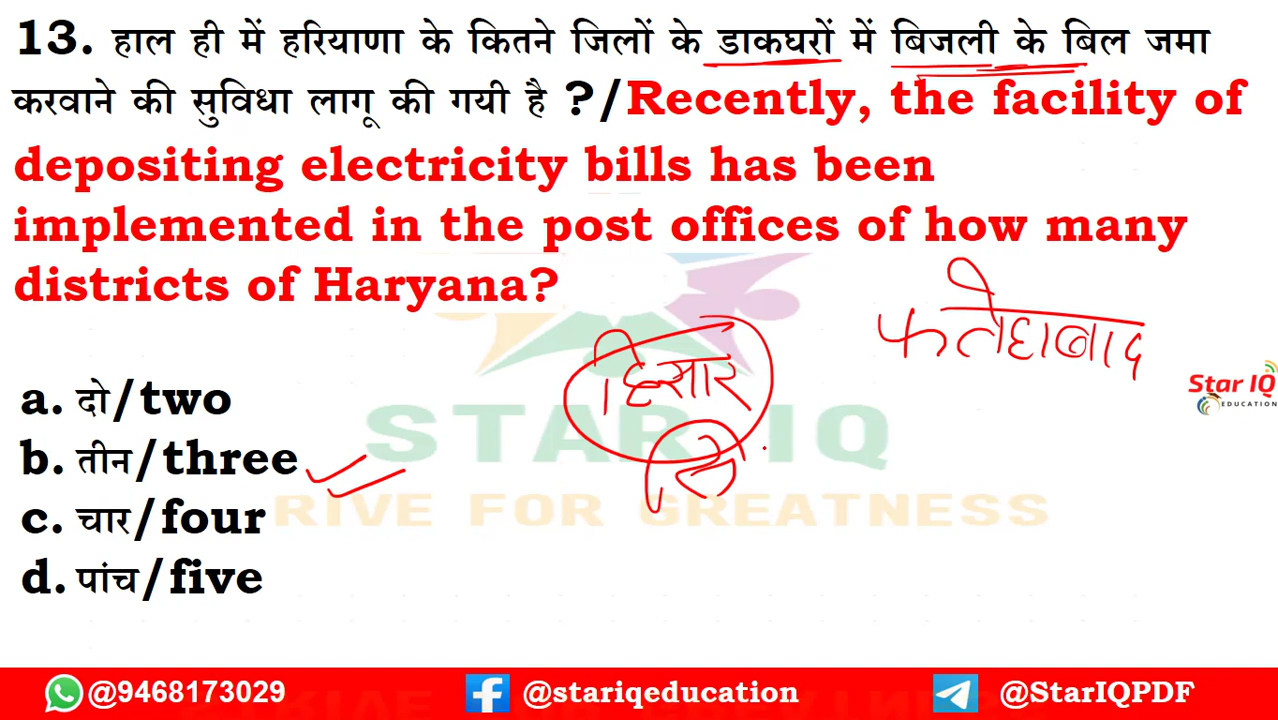 13. हाल ही में हरियाणा के कितने जिलों के डाकघरों में बिजली के बिल जमा
करवाने की सुविधा लागू की गयी है ?/Recently, the facility of
depositing electricity bills has been
implemented in the post offices of how many
districts of Haryana?
फतेहाबाद
हिसार
सि
a. दो/two
b. तीन/three
c. चार/four
d. पांच/five
Star IQ
EDUCATION
STAR IQ
RIVE FOR GREATNESS
@9468173029 @stariqeducation @StarIQPDF